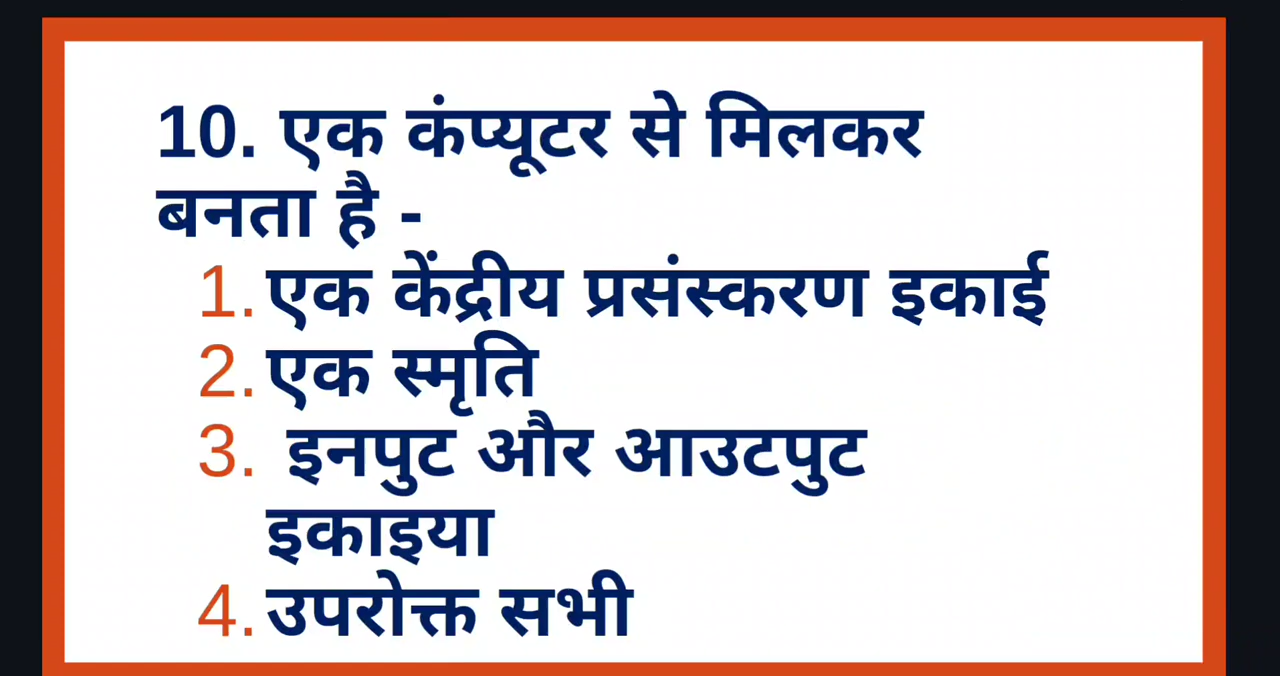 10. एक कंप्यूटर से मिलकर
बनता है -
1. एक केंद्रीय प्रसंस्करण इकाई
2. एक स्मृति
3. इनपुट और आउटपुट
इकाइया
4. उपरोक्त सभी